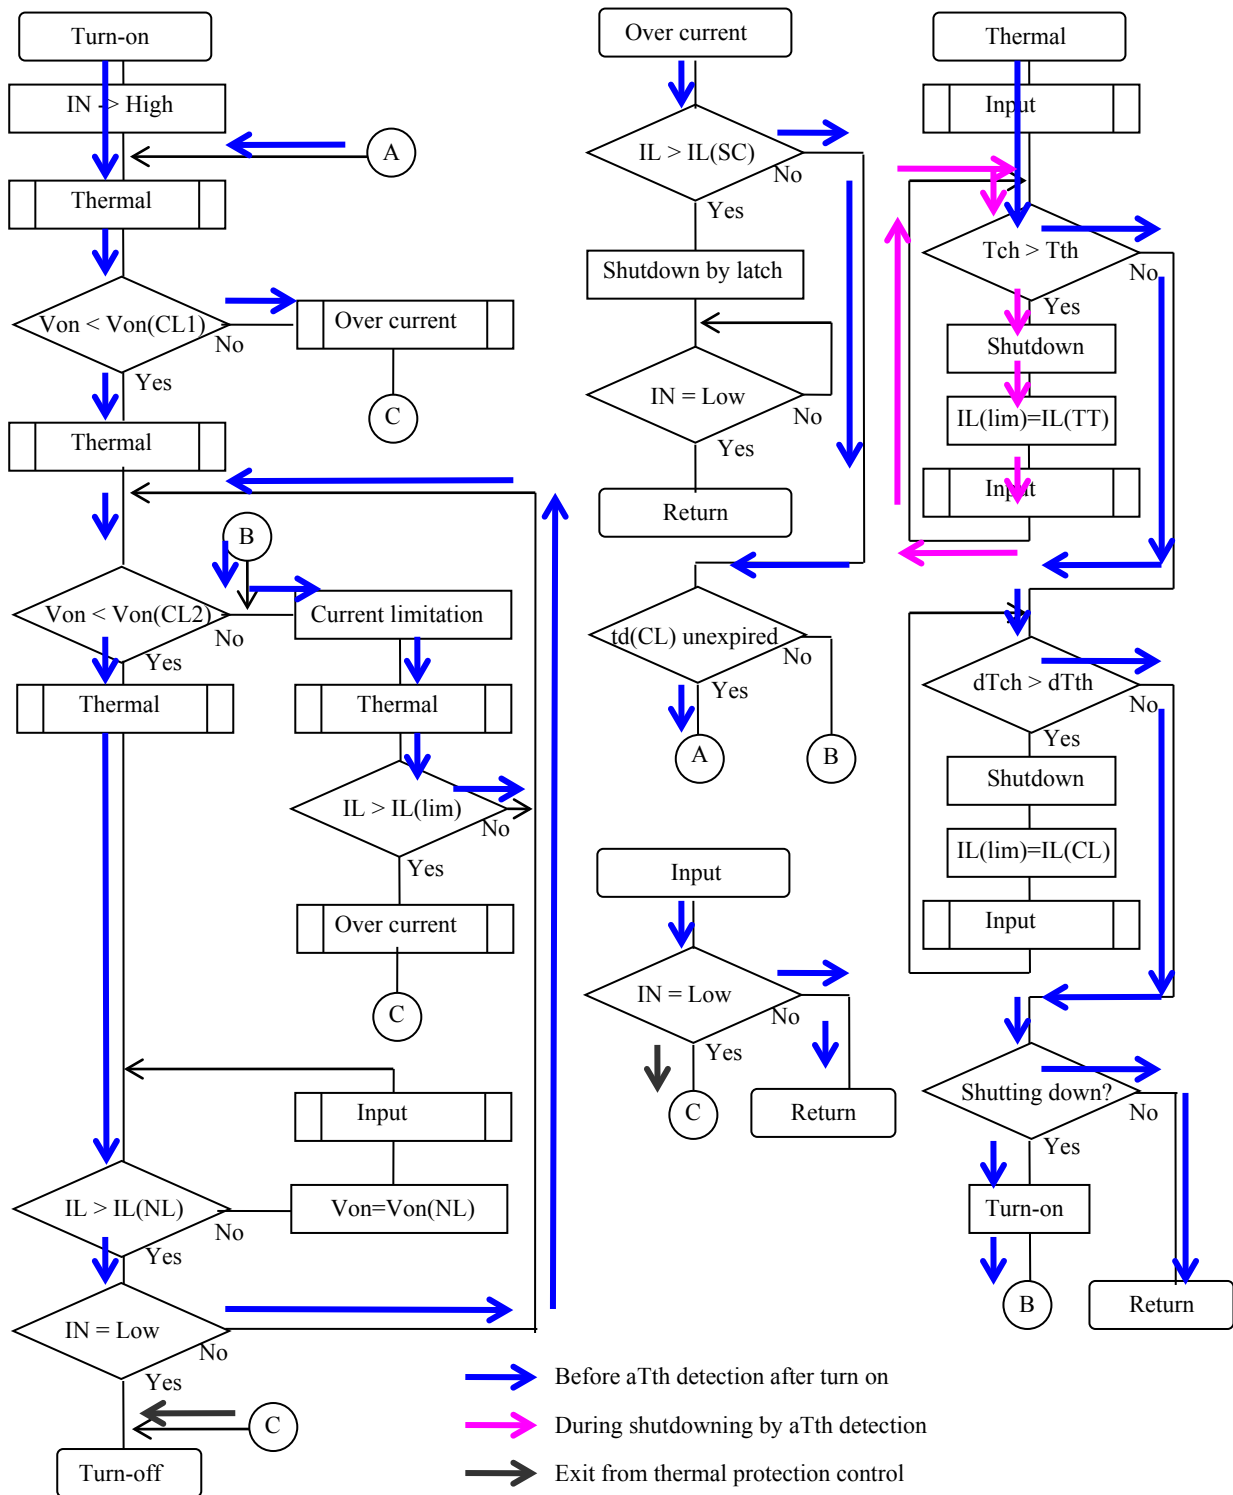 Turn-on
IN -> High
A
Thermal
Von < Von(CL1)
No
Yes
Over current
C
Thermal
B
Von < Von(CL2)
No
Yes
Current limitation
Thermal
Thermal
IL > IL(lim)
No
Yes
Over current
C
Input
Von=Von(NL)
IL > IL(NL)
No
Yes
IN = Low
No
Yes
C
Turn-off
Over current
IL > IL(SC)
No
Yes
Shutdown by latch
IN = Low
No
Yes
Return
td(CL) unexpired
No
Yes
A
B
Input
IN = Low
No
Yes
C
Return
Thermal
Input
Tch > Tth
No
Yes
Shutdown
IL(lim)=IL(TT)
Input
dTch > dTth
No
Yes
Shutdown
IL(lim)=IL(CL)
Input
Shutting down?
No
Yes
Turn-on
B
Return
Before aTth detection after turn on
During shutdowning by aTth detection
Exit from thermal protection control